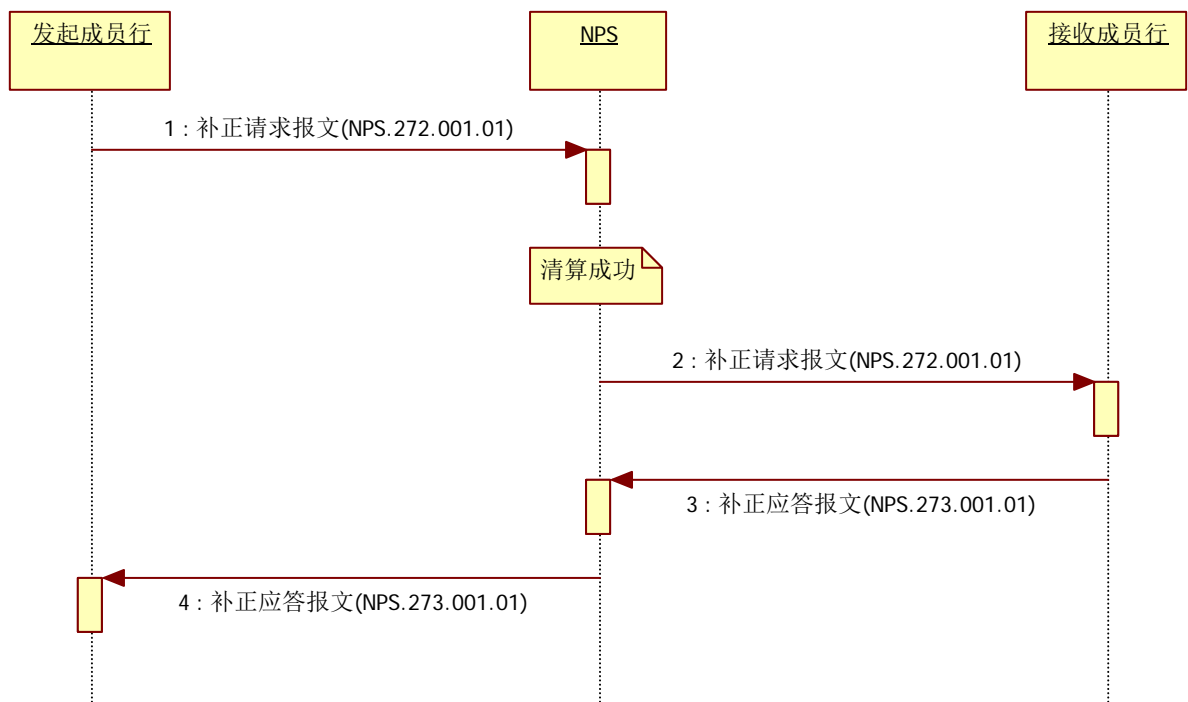 发起成员行
NPS
接收成员行
1 : 补正请求报文(NPS.272.001.01)
清算成功
2 : 补正请求报文(NPS.272.001.01)
3 : 补正应答报文(NPS.273.001.01)
4 : 补正应答报文(NPS.273.001.01)